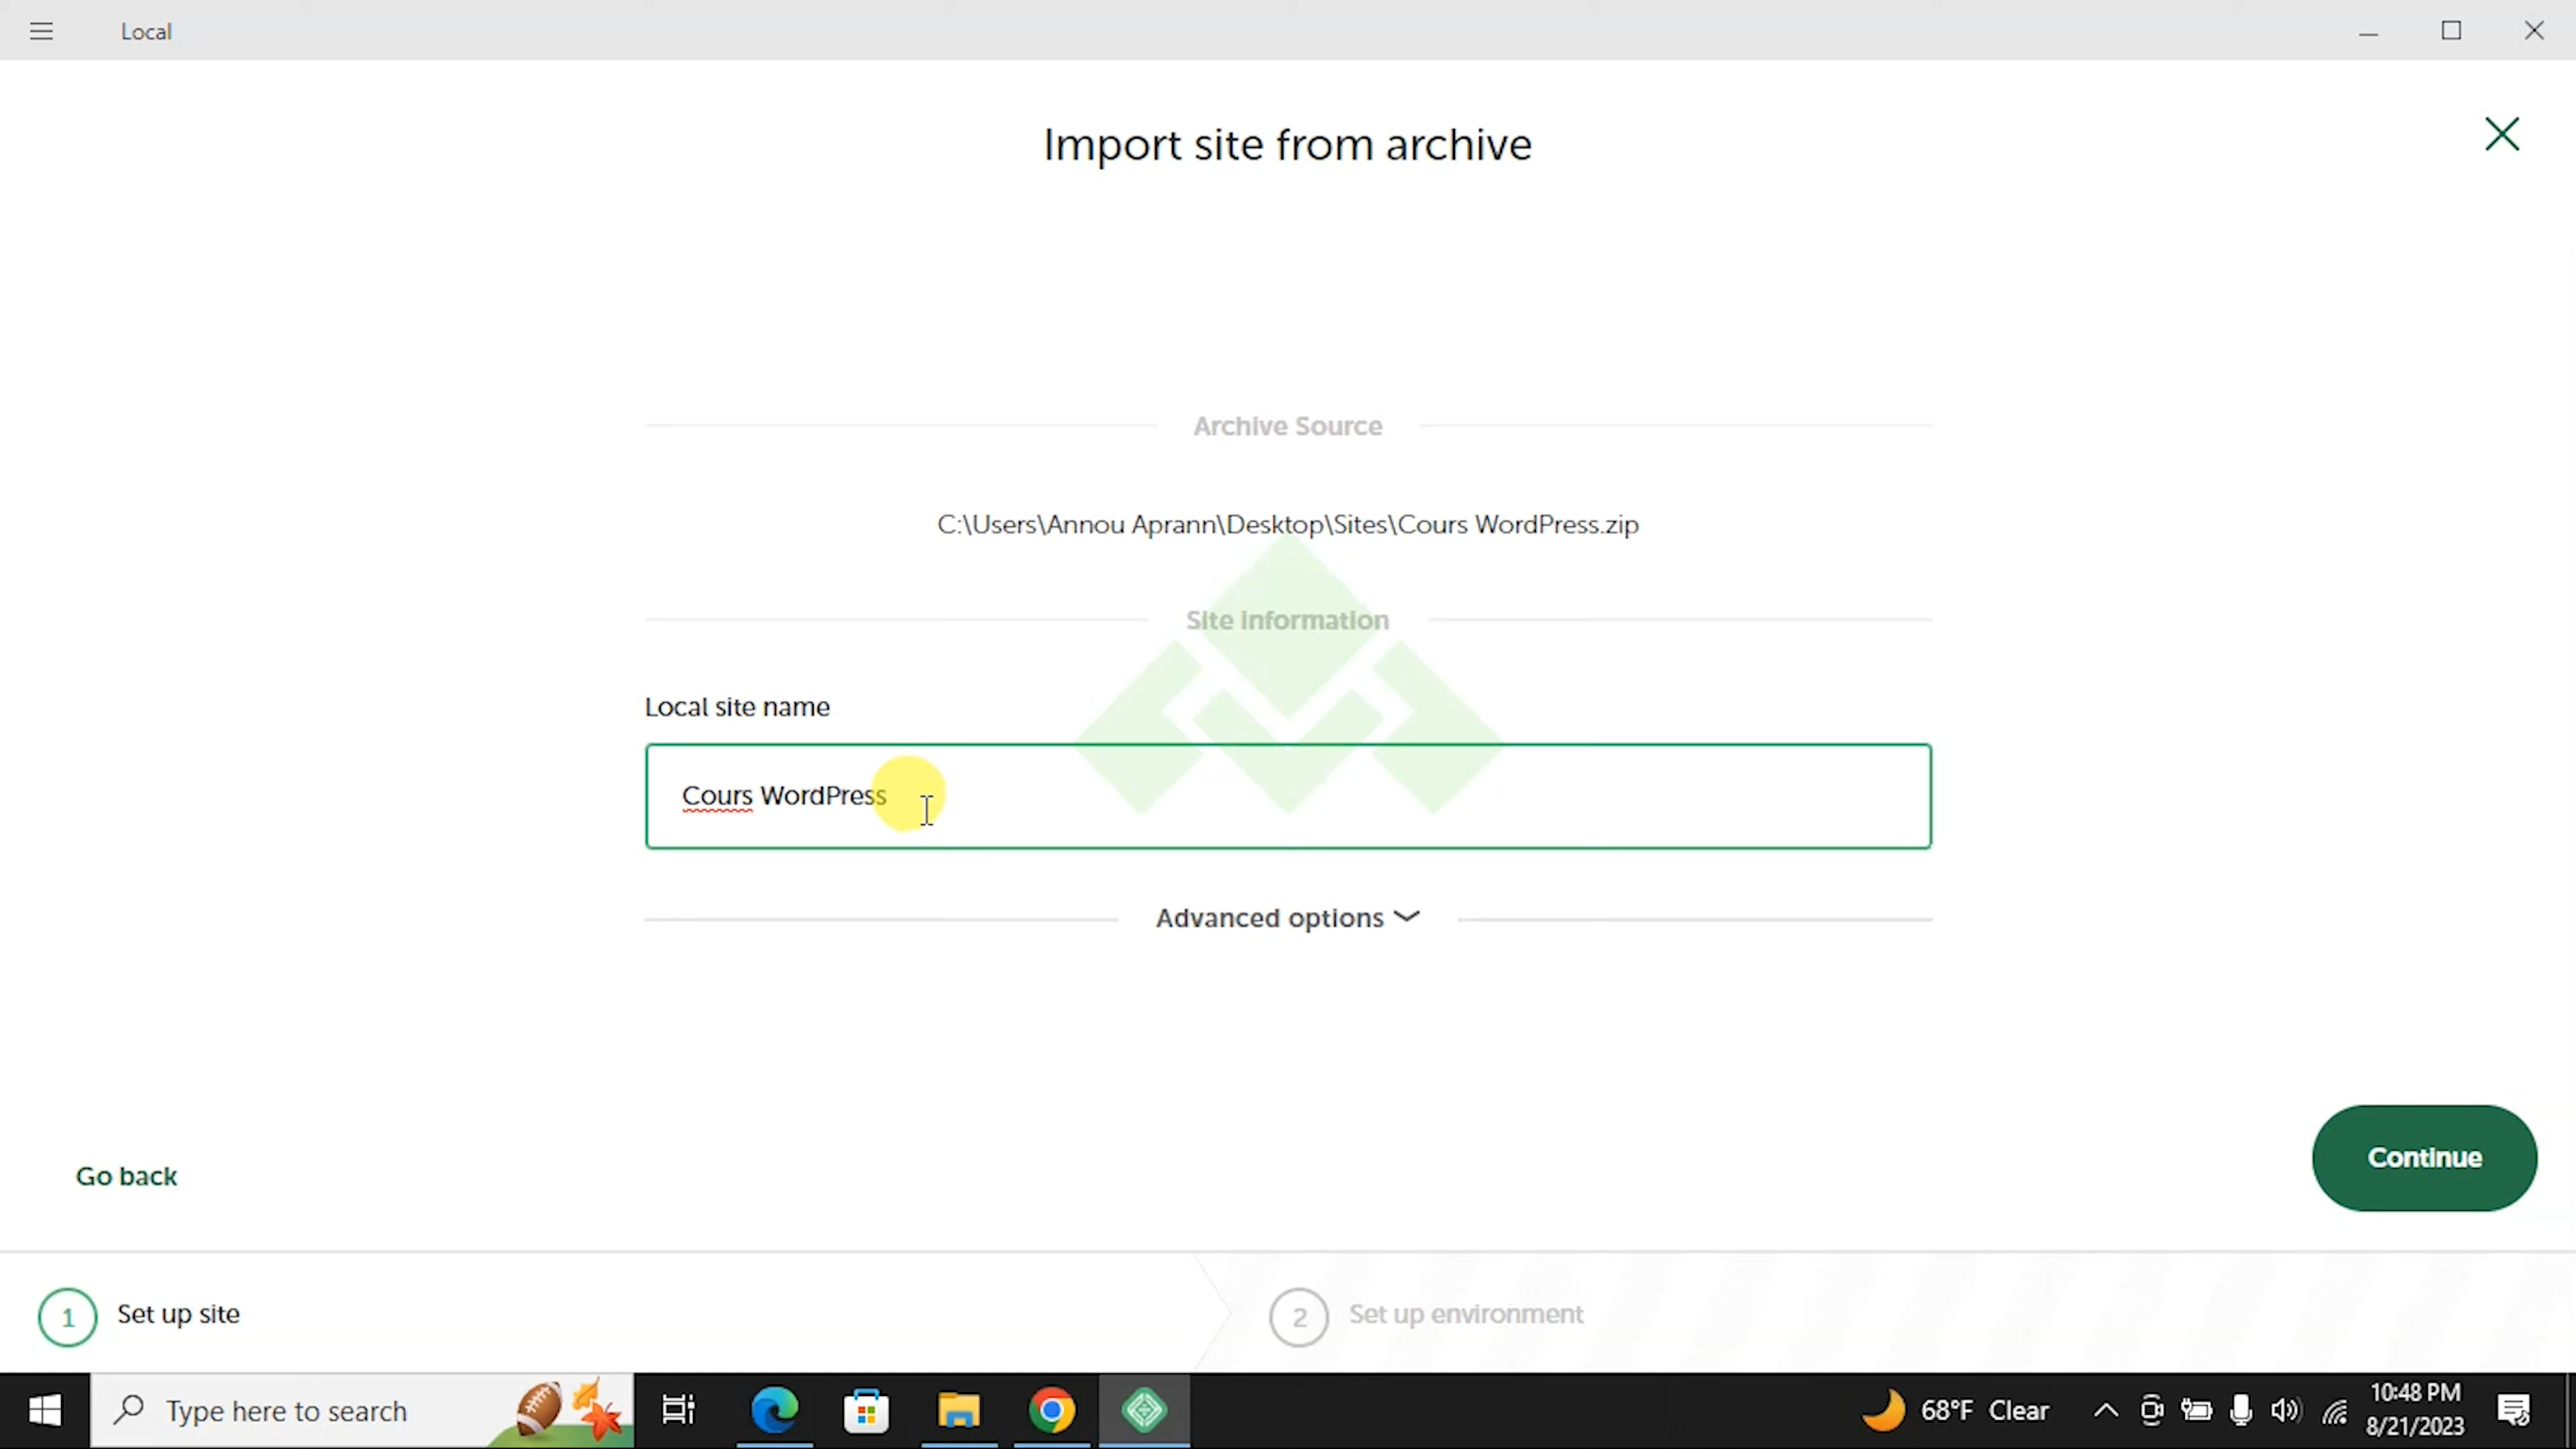 Local
Import site from archive
Archive Source
C:\Users\Annou Aprann\Desktop\Sites\Cours WordPress.zip
Site information
Local site name
Cours WordPress
Advanced options
Go back
Continue
1 Set up site
2 Set up environment
Type here to search
68°F Clear
10:48 PM
8/21/2023